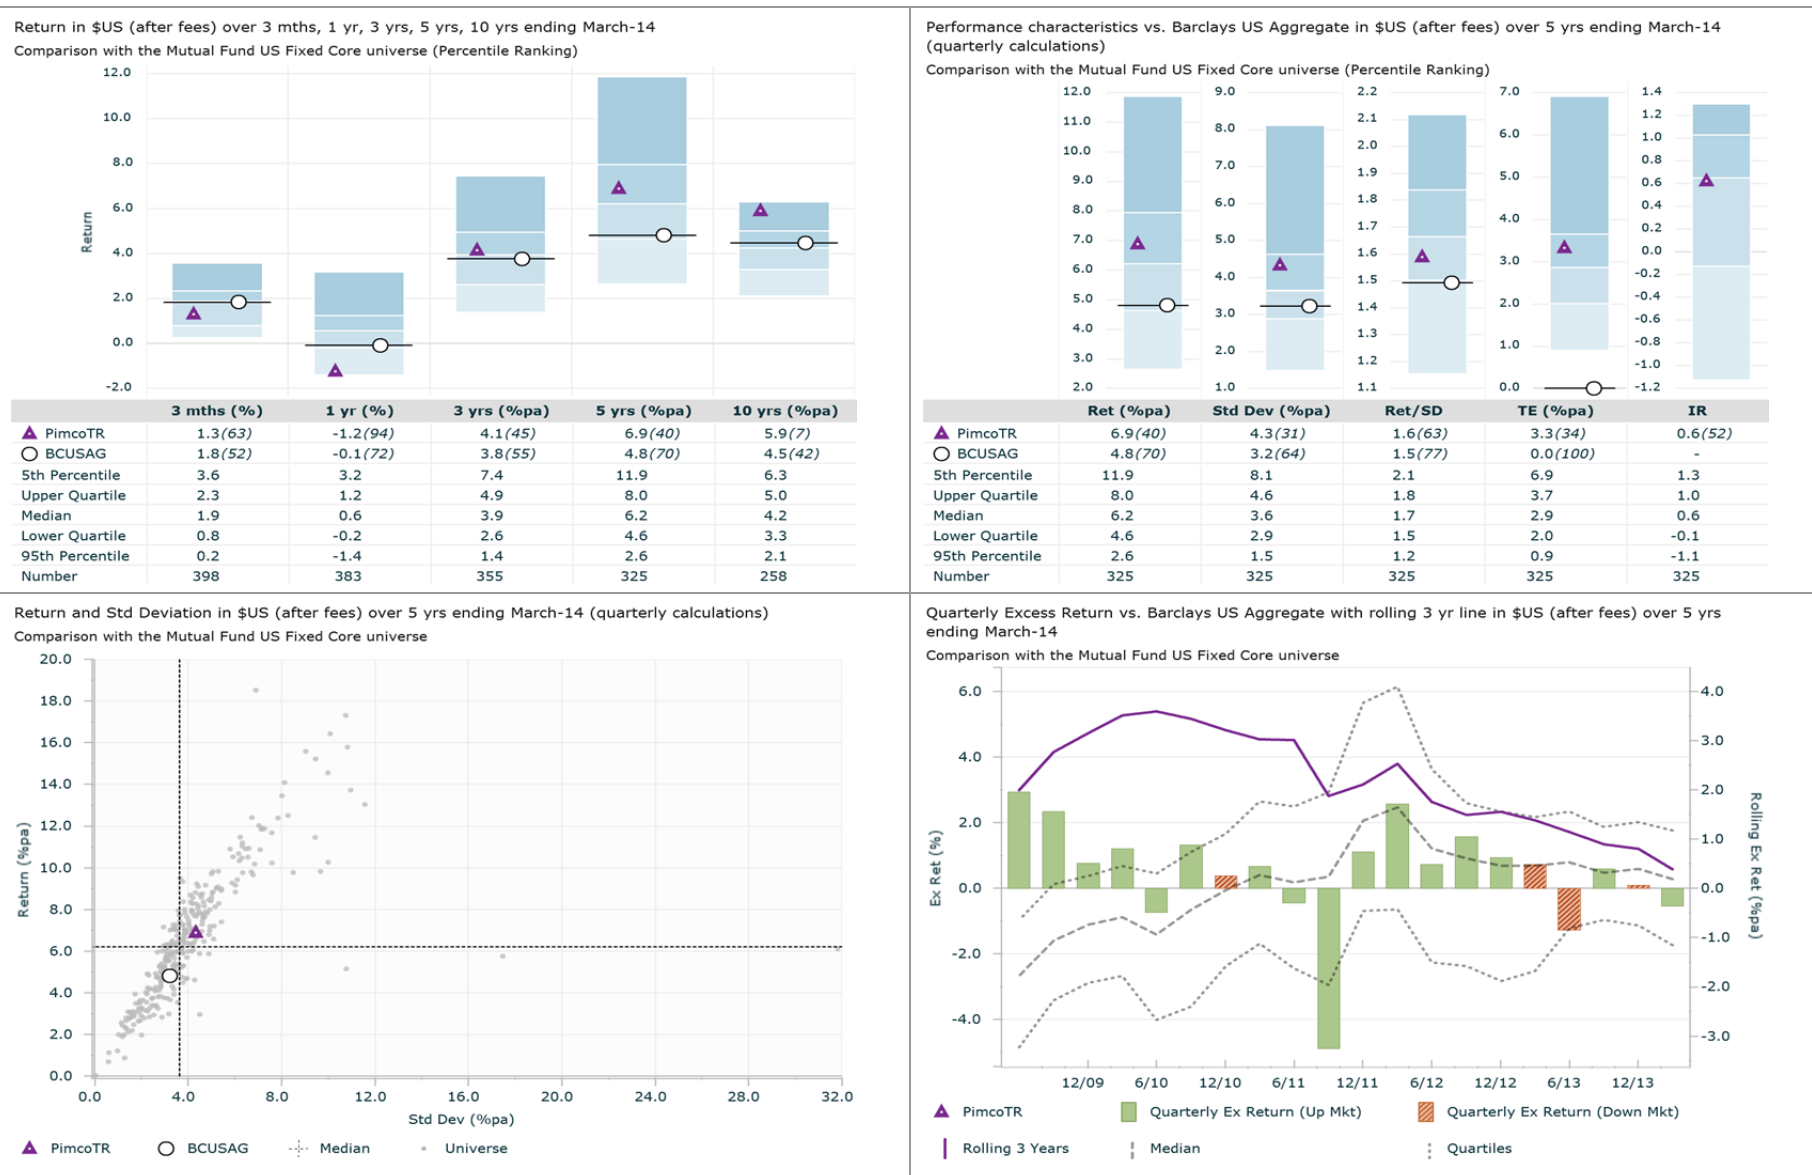 Return in $US (after fees) over 3 mths, 1 yr, 3 yrs, 5 yrs, 10 yrs ending March-14
Comparison with the Mutual Fund US Fixed Core universe (Percentile Ranking)
12.0
10.0
8.0
6.0
4.0
2.0
0.0
-2.0
Return
3 mths (%) 1 yr (%) 3 yrs (%pa) 5 yrs (%pa) 10 yrs (%pa)
PimcoTR 1.3(63) -1.2(94) 4.1(45) 6.9(40) 5.9(7)
BCUSAG 1.8(52) -0.1(72) 3.8(55) 4.8(70) 4.5(42)
5th Percentile 3.6 3.2 7.4 11.9 6.3
Upper Quartile 2.3 1.2 4.9 8.0 5.0
Median 1.9 0.6 3.9 6.2 4.2
Lower Quartile 0.8 -0.2 2.6 4.6 3.3
95th Percentile 0.2 -1.4 1.4 2.6 2.1
Number 398 383 355 325 258
Performance characteristics vs. Barclays US Aggregate in $US (after fees) over 5 yrs ending March-14
(quarterly calculations)
Comparison with the Mutual Fund US Fixed Core universe (Percentile Ranking)
12.0
11.0
10.0
9.0
8.0
7.0
6.0
5.0
4.0
3.0
2.0
9.0
8.0
7.0
6.0
5.0
4.0
3.0
2.0
1.0
2.2
2.1
2.0
1.9
1.8
1.7
1.6
1.5
1.4
1.3
1.2
1.1
7.0
6.0
5.0
4.0
3.0
2.0
1.0
0.0
1.4
1.2
1.0
0.8
0.6
0.4
0.2
0.0
-0.2
-0.4
-0.6
-0.8
-1.0
-1.2
Ret (%pa) Std Dev (%pa) Ret/SD TE (%pa) IR
PimcoTR 6.9(40) 4.3(31) 1.6(63) 3.3(34) 0.6(52)
BCUSAG 4.8(70) 3.2(64) 1.5(77) 0.0(100) -
5th Percentile 11.9 8.1 2.1 6.9 1.3
Upper Quartile 8.0 4.6 1.8 3.7 1.0
Median 6.2 3.6 1.7 2.9 0.6
Lower Quartile 4.6 2.9 1.5 2.0 -0.1
95th Percentile 2.6 1.5 1.2 0.9 -1.1
Number 325 325 325 325 325
Return and Std Deviation in $US (after fees) over 5 yrs ending March-14 (quarterly calculations)
Comparison with the Mutual Fund US Fixed Core universe
20.0
18.0
16.0
14.0
12.0
10.0
8.0
6.0
4.0
2.0
0.0
Return (%pa)
0.0 4.0 8.0 12.0 16.0 20.0 24.0 28.0 32.0
Std Dev (%pa)
PimcoTR BCUSAG Median Universe
Quarterly Excess Return vs. Barclays US Aggregate with rolling 3 yr line in $US (after fees) over 5 yrs
ending March-14
Comparison with the Mutual Fund US Fixed Core universe
6.0
4.0
2.0
0.0
-2.0
-4.0
Ex Ret (%)
4.0
3.0
2.0
1.0
0.0
-1.0
-2.0
-3.0
Rolling Ex Ret (%pa)
12/09 6/10 12/10 6/11 12/11 6/12 12/12 6/13 12/13
PimcoTR Quarterly Ex Return (Up Mkt) Quarterly Ex Return (Down Mkt)
Rolling 3 Years Median Quartiles